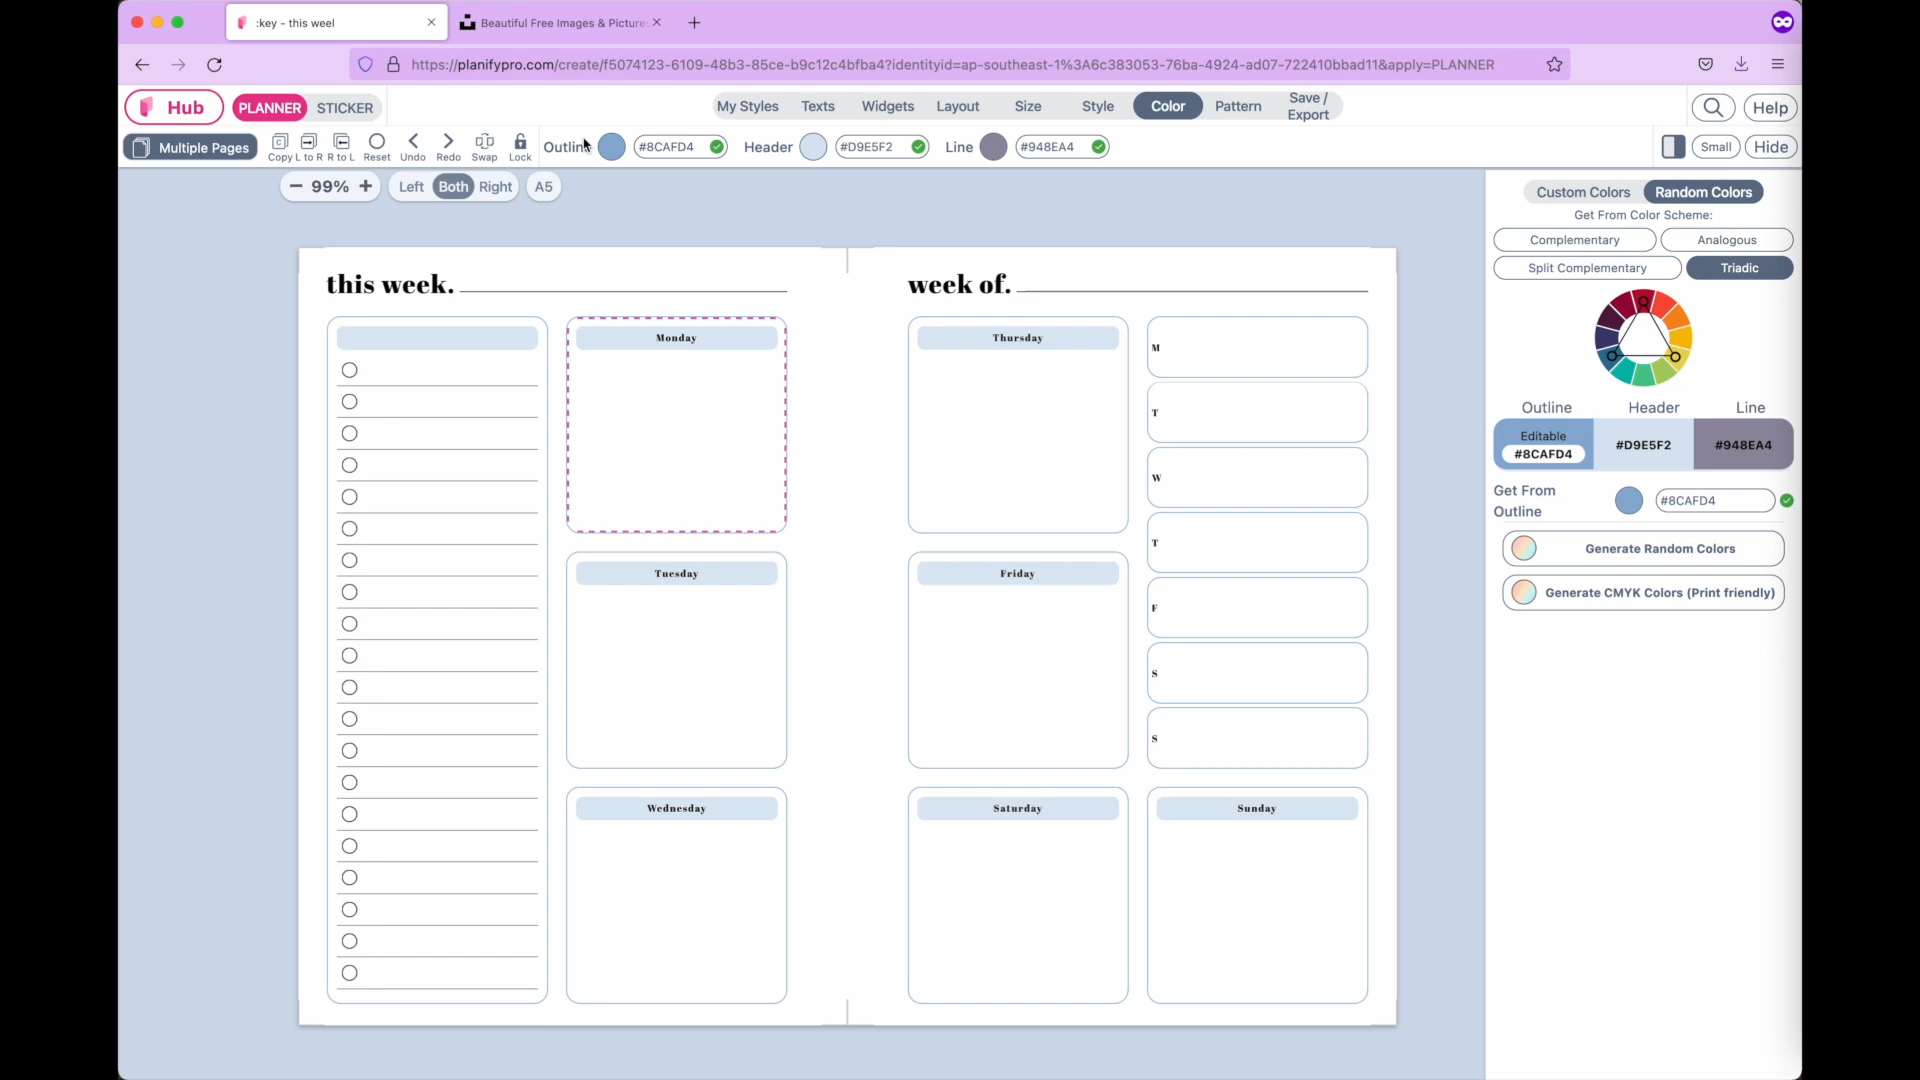 :key - this weel
Beautiful Free Images & Picture
https://planifypro.com/create/f5074123-6109-48b3-85ce-b9c12c4bfba4?identityid=ap-southeast-1%3A6c383053-76ba-4924-ad07-722410bbad11&apply=PLANNER
Hub PLANNER STICKER
My Styles Texts Widgets Layout Size Style Color Pattern Save / Export
Help
Multiple Pages
Copy L to R R to L Reset Undo Redo Swap Lock
Outlin #8CAFD4 Header #D9E5F2 Line #948EA4
Small Hide
99% Left Both Right A5
this week.
week of.
Monday
Tuesday
Wednesday
Thursday
Friday
Saturday
Sunday
M
T
W
T
F
S
S
Custom Colors Random Colors
Get From Color Scheme:
Complementary Analogous
Split Complementary Triadic
Outline Header Line
Editable
#8CAFD4 #D9E5F2 #948EA4
Get From
Outline
#8CAFD4
Generate Random Colors
Generate CMYK Colors (Print friendly)